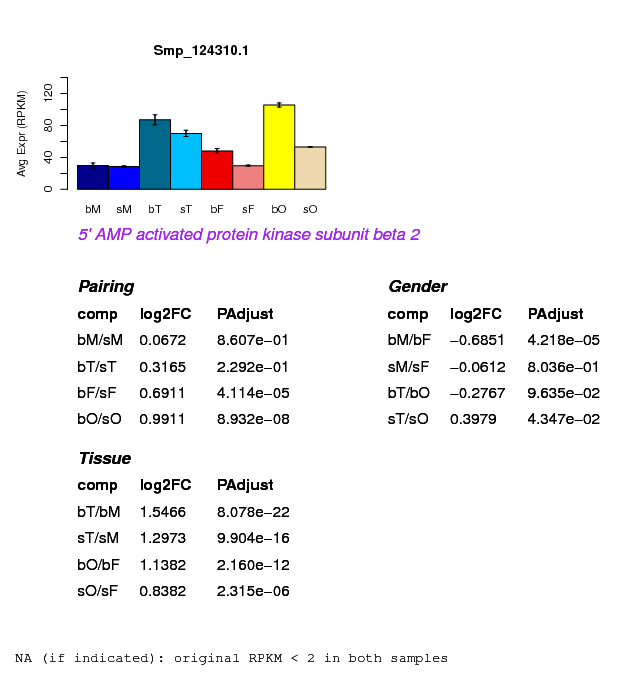 Smp_124310.1
Avg Expr (RPKM)
0 40 80 120
bM sM bT sT bF sF bO sO
5' AMP activated protein kinase subunit beta 2
Pairing
comp log2FC PAdjust
bM/sM 0.0672 8.607e−01
bT/sT 0.3165 2.292e−01
bF/sF 0.6911 4.114e−05
bO/sO 0.9911 8.932e−08
Gender
comp log2FC PAdjust
bM/bF −0.6851 4.218e−05
sM/sF −0.0612 8.036e−01
bT/bO −0.2767 9.635e−02
sT/sO 0.3979 4.347e−02
Tissue
comp log2FC PAdjust
bT/bM 1.5466 8.078e−22
sT/sM 1.2973 9.904e−16
bO/bF 1.1382 2.160e−12
sO/sF 0.8382 2.315e−06
NA (if indicated): original RPKM < 2 in both samples